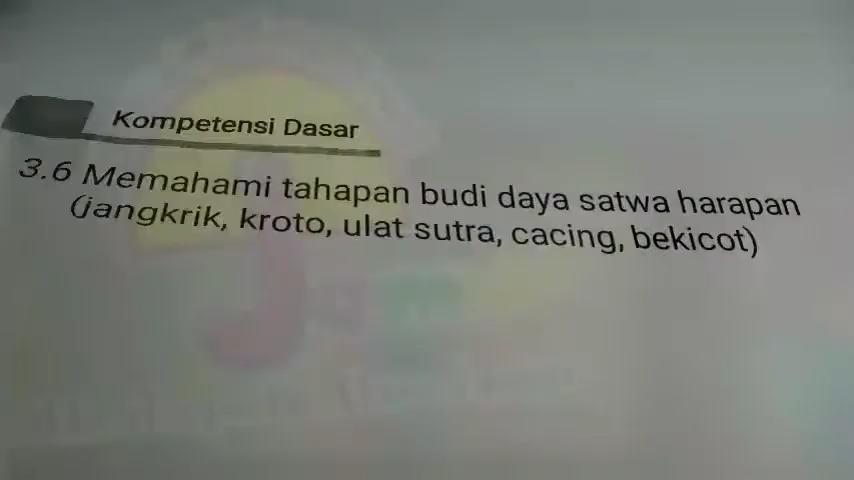 Kompetensi Dasar
3.6 Memahami tahapan budi daya satwa harapan
(jangkrik, kroto, ulat sutra, cacing, bekicot)